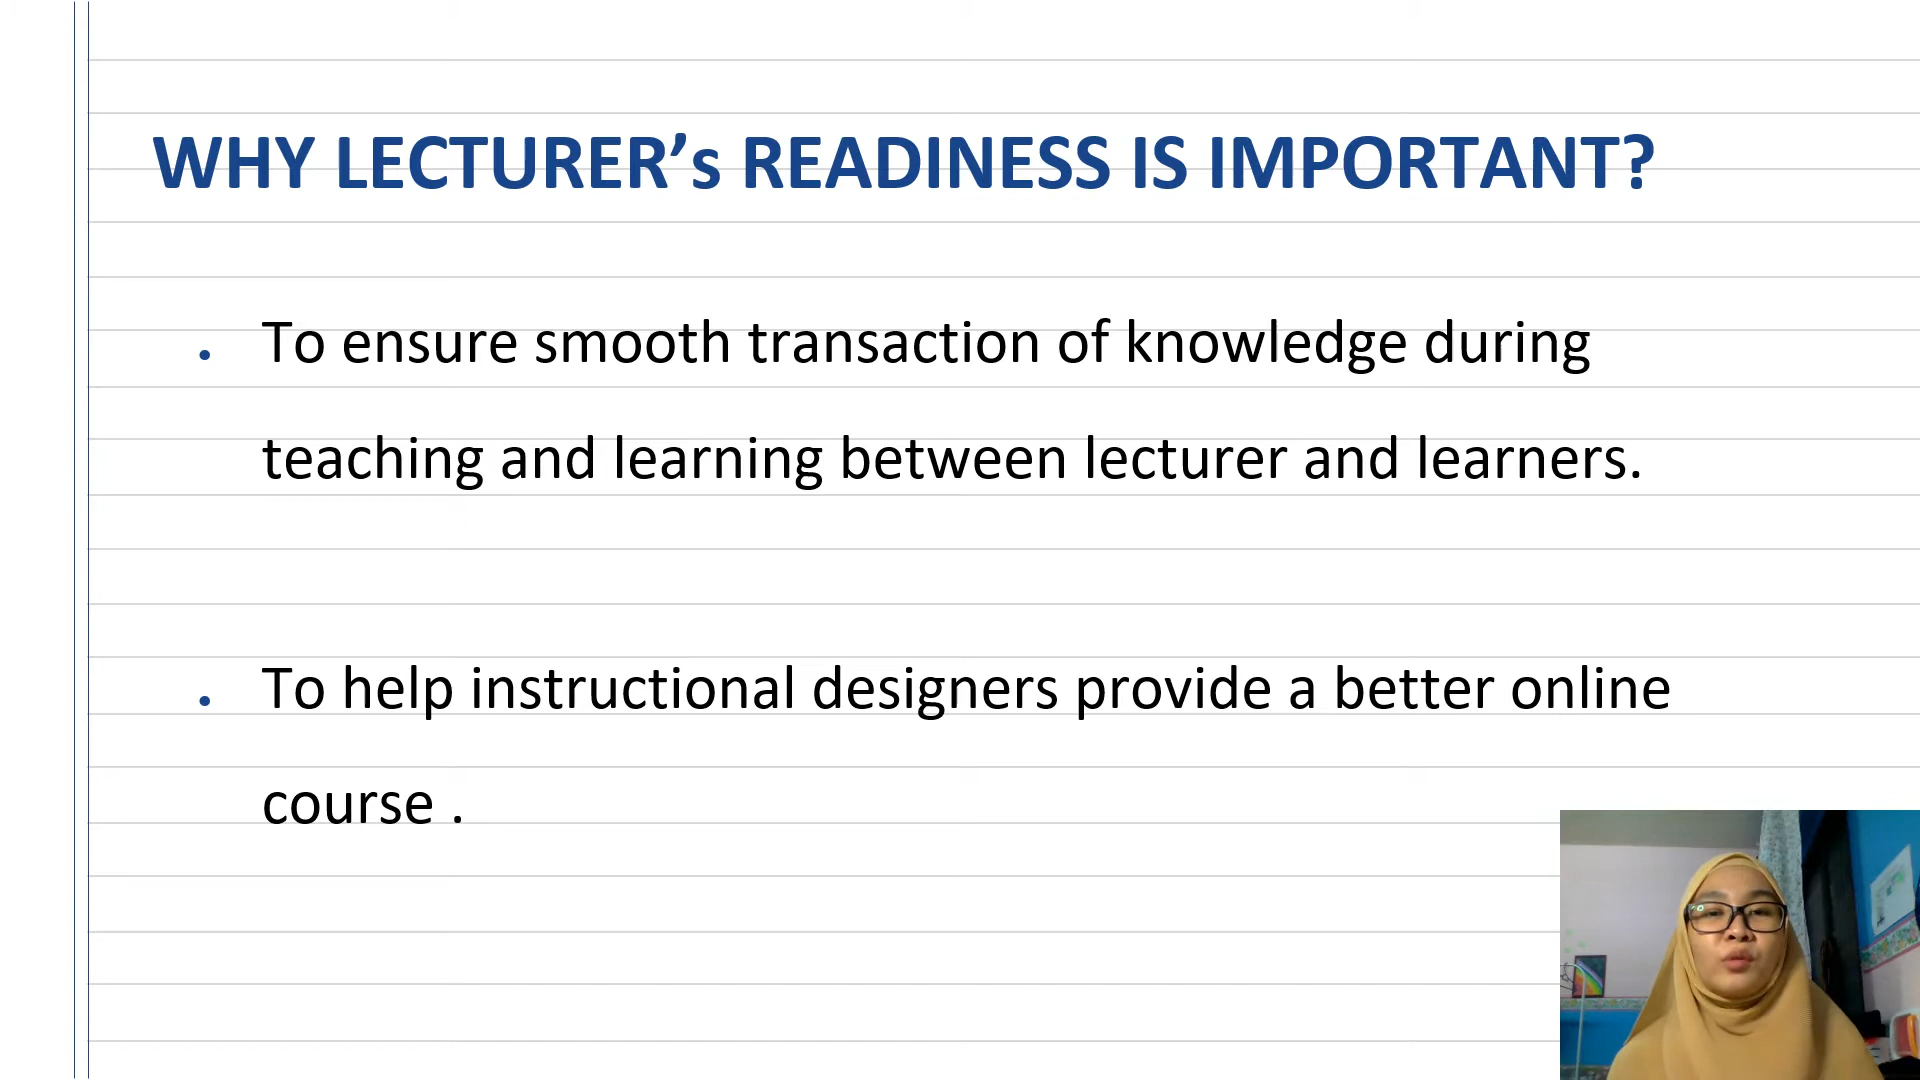 WHY LECTURER’s READINESS IS IMPORTANT?
• To ensure smooth transaction of knowledge during
teaching and learning between lecturer and learners.
• To help instructional designers provide a better online
course .